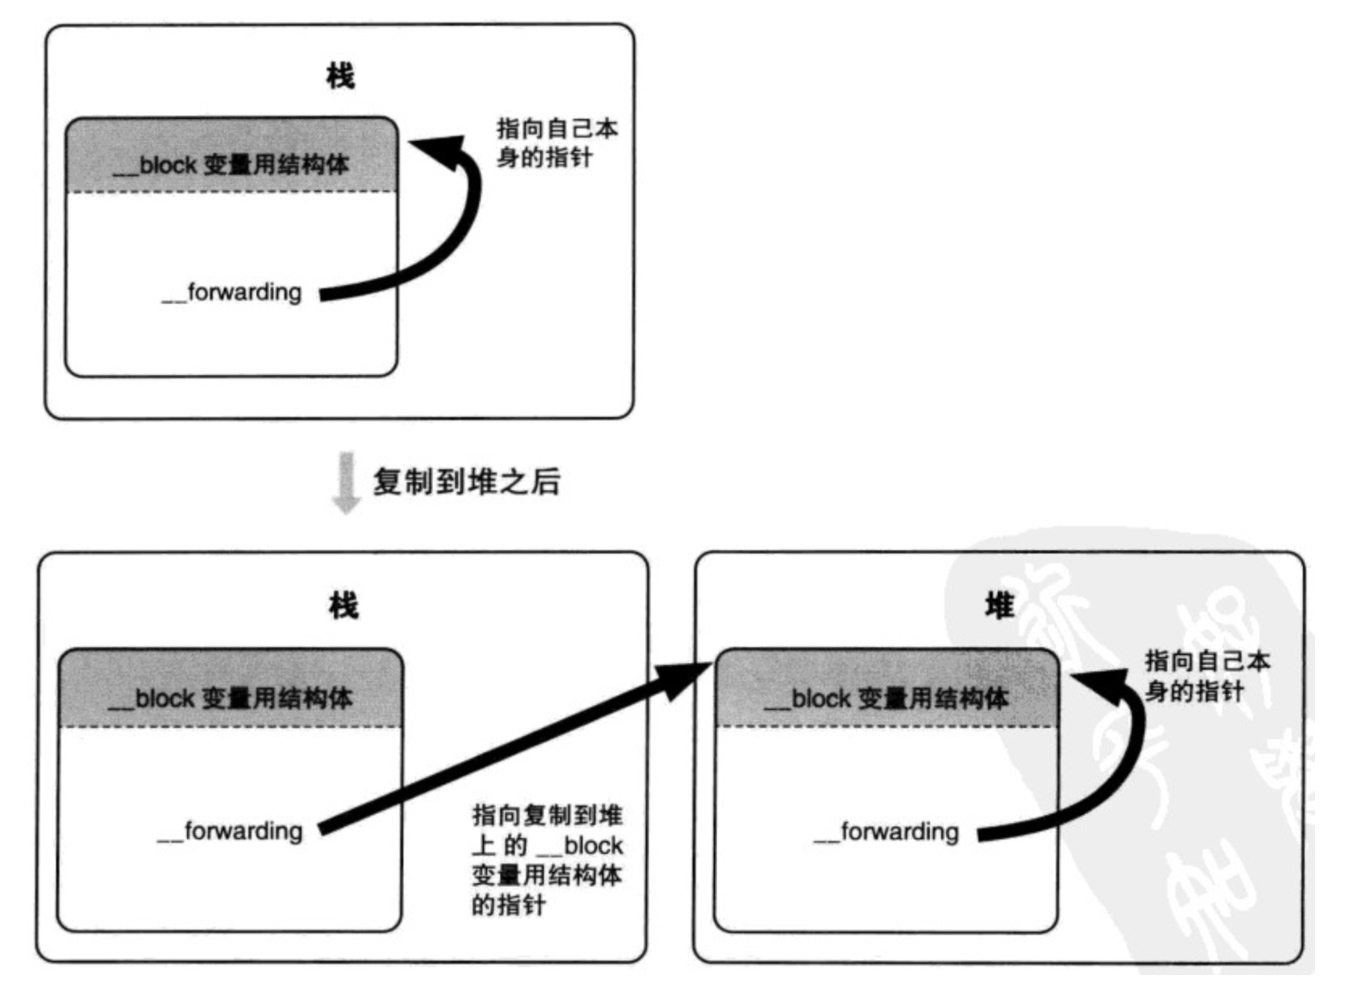 栈
指向自己本
身的指针
__block 变量用结构体
__forwarding
复制到堆之后
栈
__block 变量用结构体
__forwarding
指向复制到堆
上 的 __block
变量用结构体
的指针
堆
指向自己本
身的指针
__block 变量用结构体
__forwarding